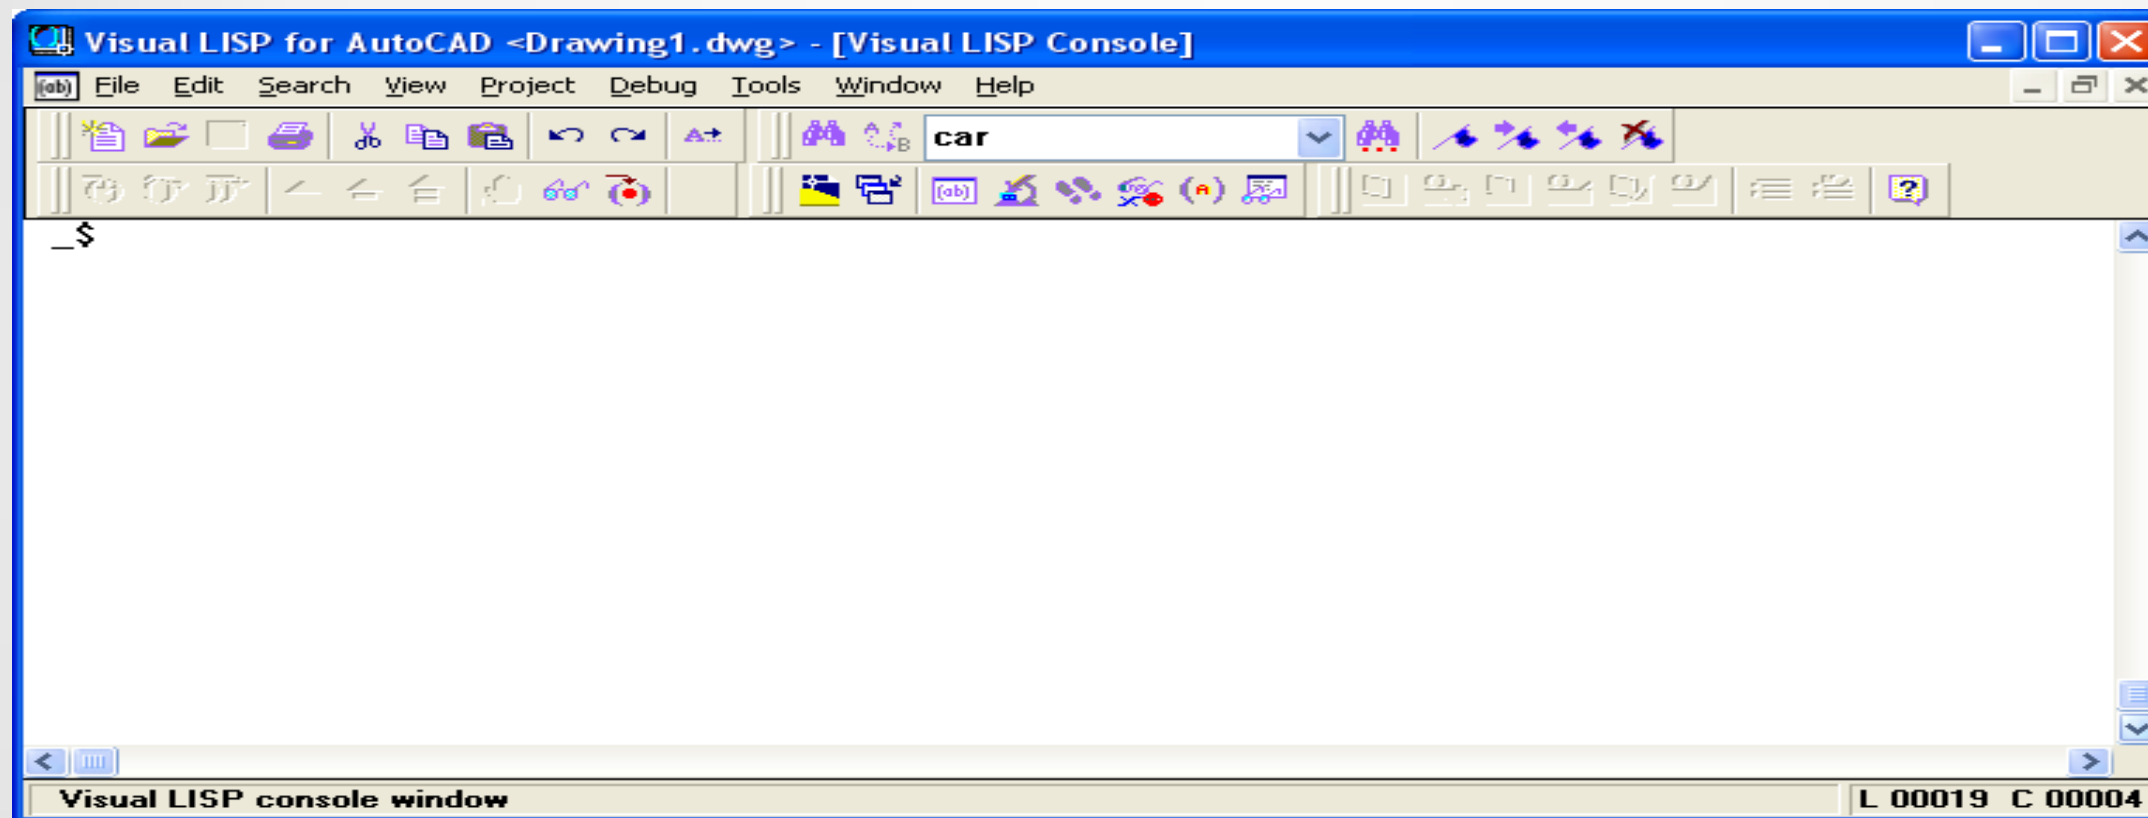 Visual LISP for AutoCAD <Drawing1.dwg> - [Visual LISP Console]
File Edit Search View Project Debug Tools Window Help
car
_$
Visual LISP console window L 00019 C 00004